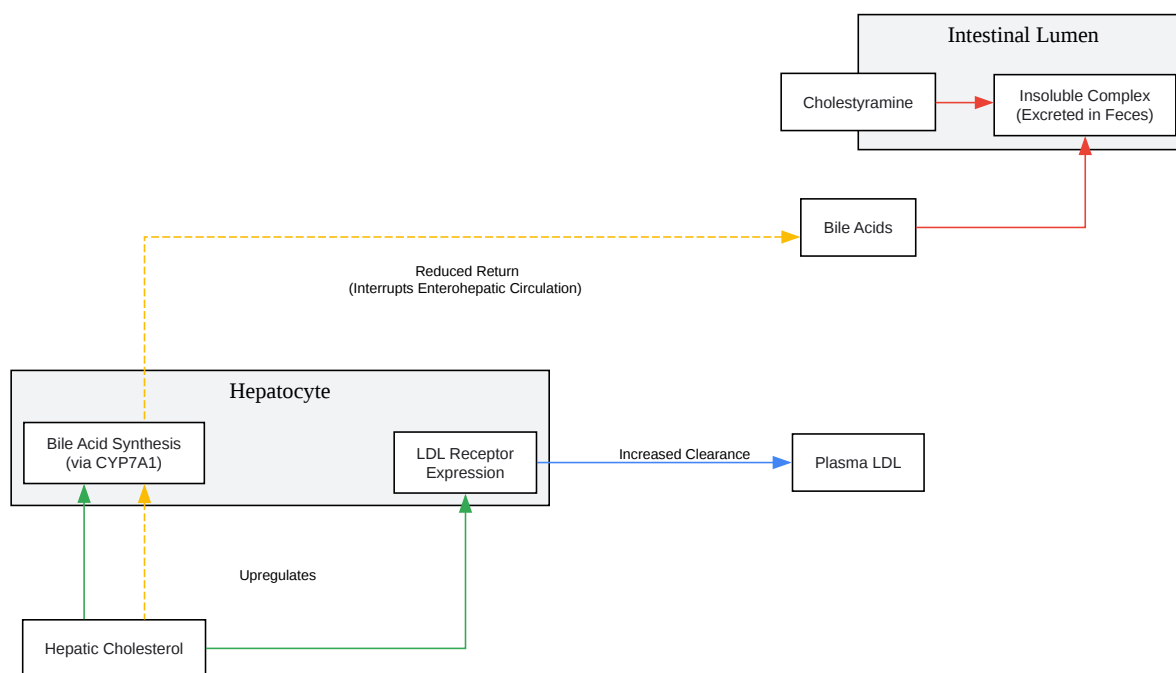 Intestinal Lumen
Cholestyramine
Insoluble Complex
(Excreted in Feces)
Bile Acids
Reduced Return
(Interrupts Enterohepatic Circulation)
Hepatocyte
Bile Acid Synthesis
(via CYP7A1)
LDL Receptor
Expression
Increased Clearance
Plasma LDL
Upregulates
Hepatic Cholesterol